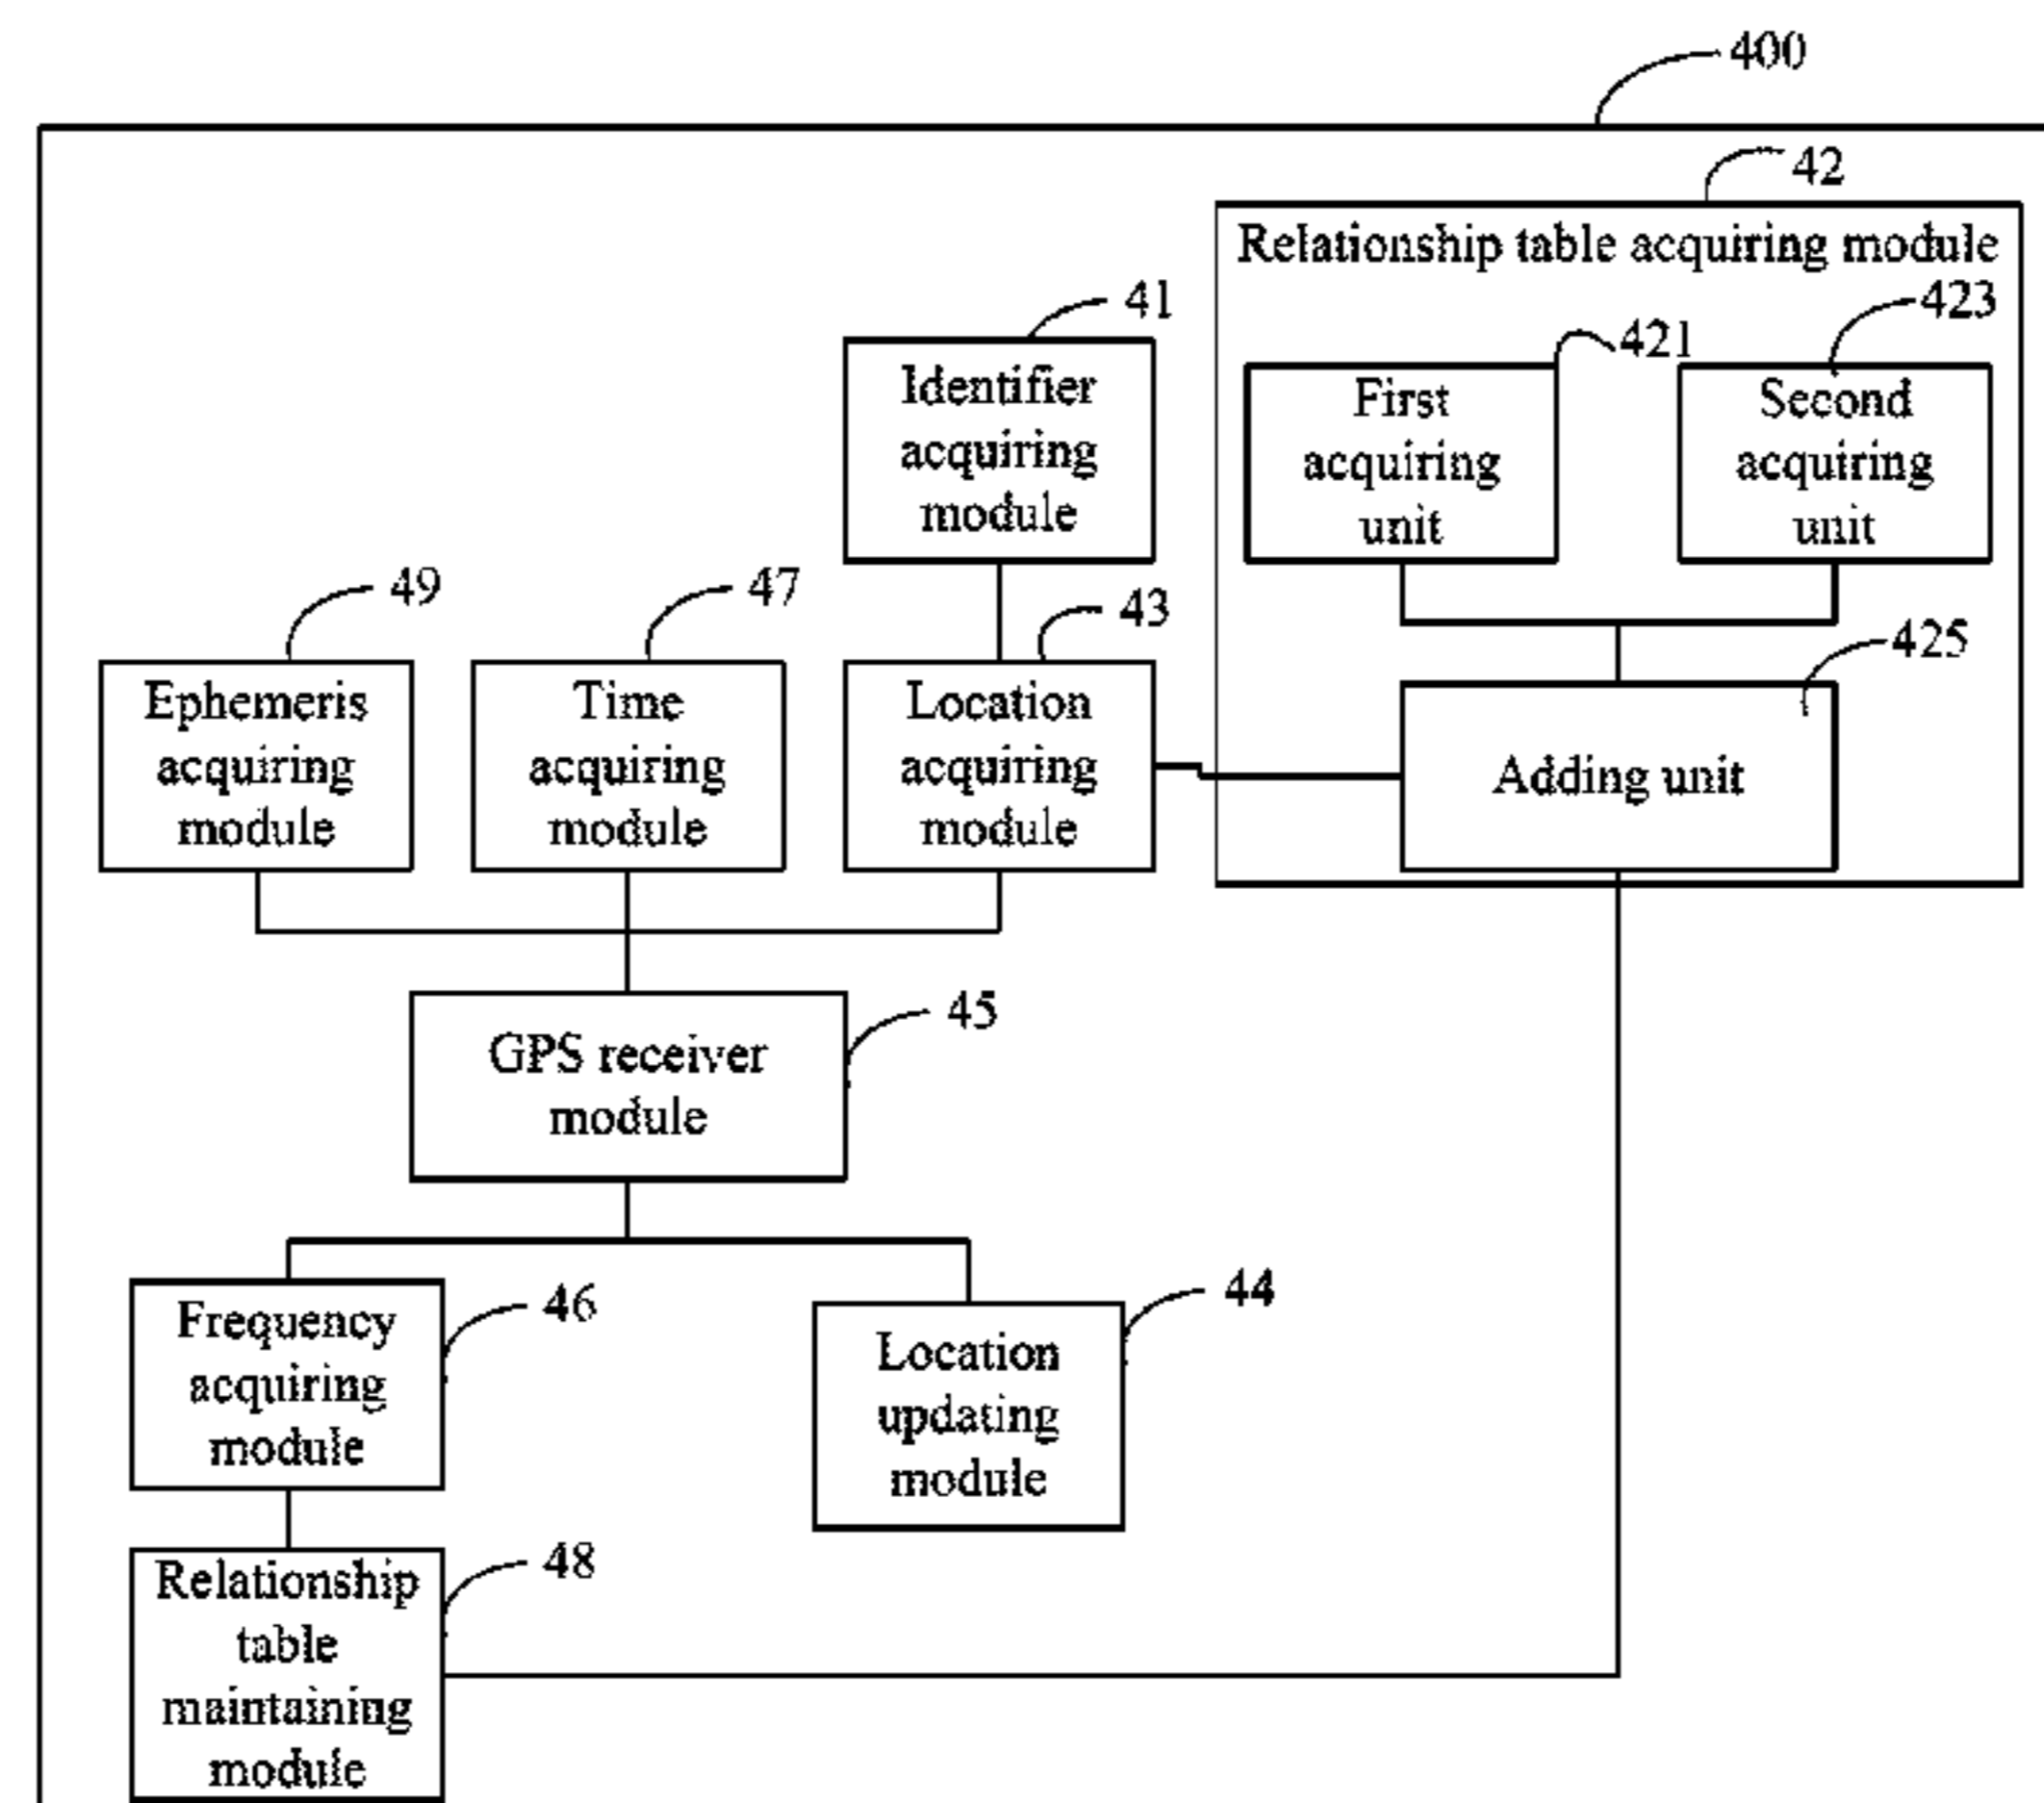 400
42
Relationship table acquiring module
41
421
423
Identifier
acquiring
module
First
acquiring
unit
Second
acquiring
unit
49
47
43
425
Ephemeris
acquiring
module
Time
acquiring
module
Location
acquiring
module
Adding unit
45
GPS receiver
module
46
44
Frequency
acquiring
module
Location
updating
module
48
Relationship
table
maintaining
module